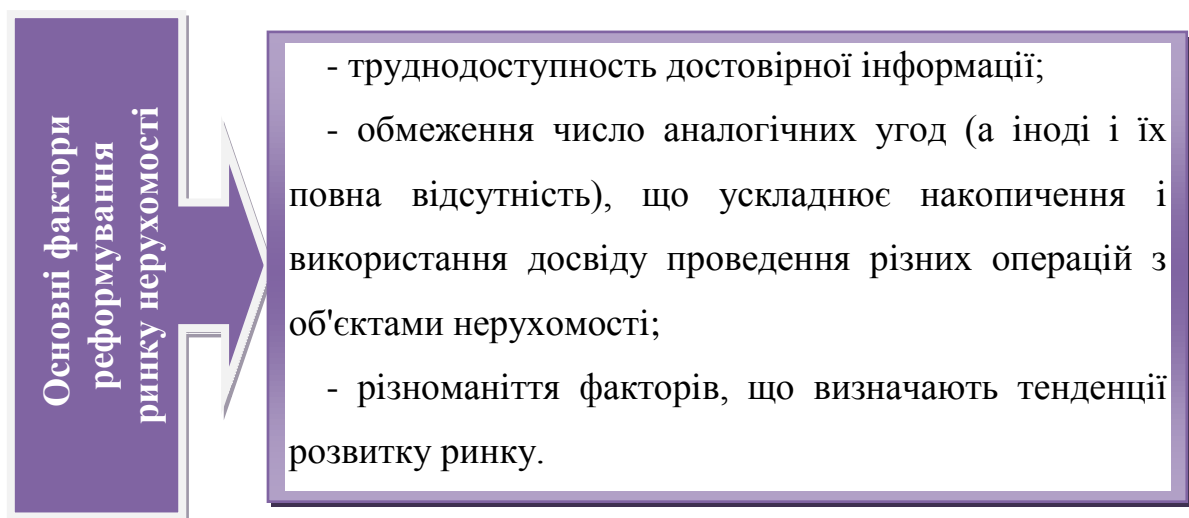 Основні фактори
реформування
ринку нерухомості
- труднодоступность достовірної інформації;
- обмеження число аналогічних угод (а іноді і їх
повна відсутність), що ускладнює накопичення і
використання досвіду проведення різних операцій з
об'єктами нерухомості;
- різноманіття факторів, що визначають тенденції
розвитку ринку.